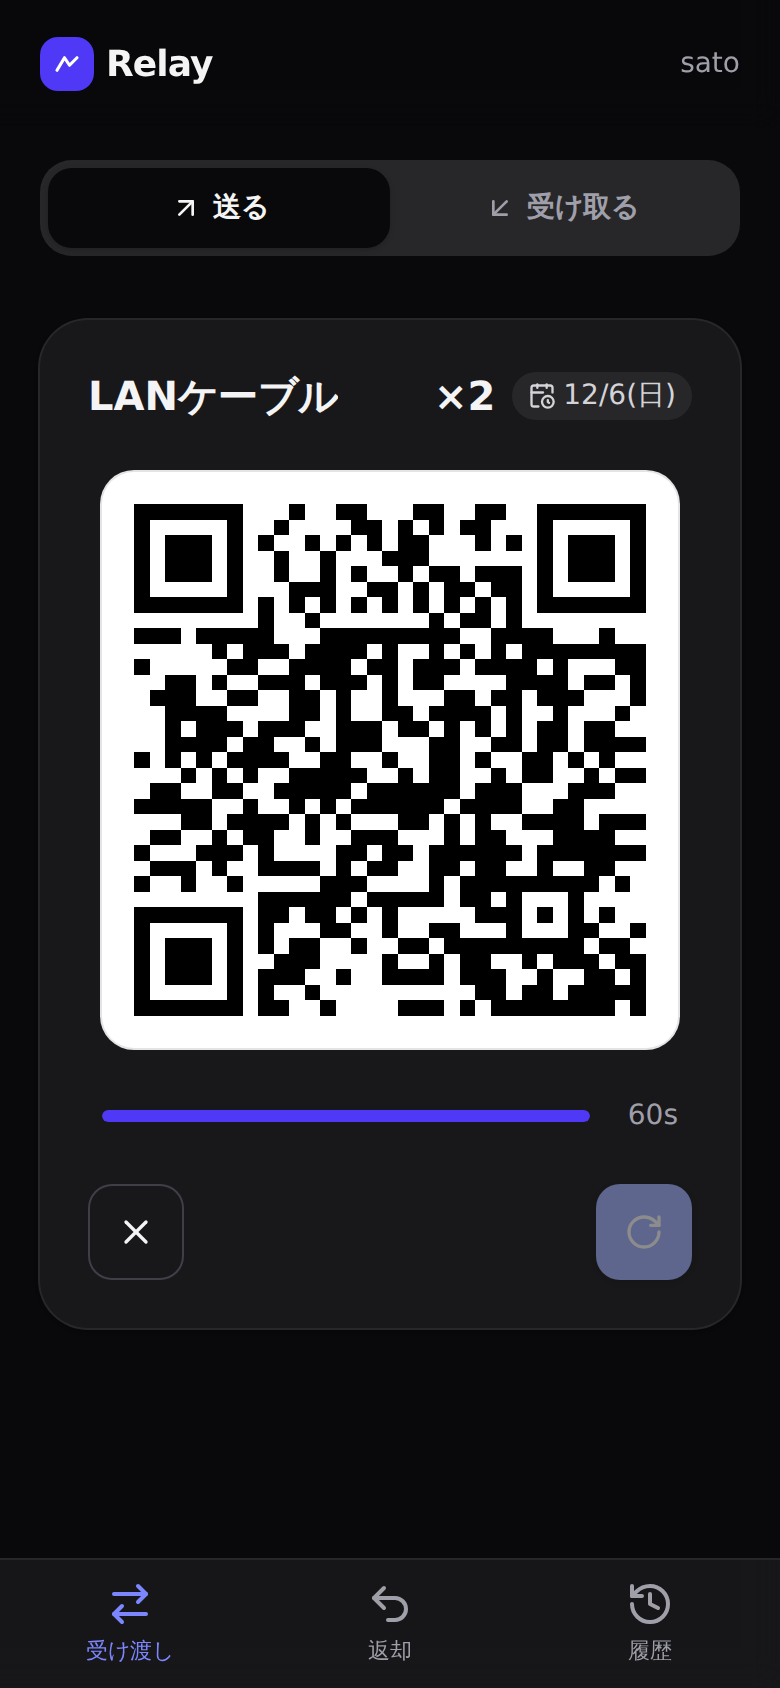 Relay
sato
送る
受け取る
LANケーブル ×2 12/6(日)
60s
受け渡し
返却
履歴